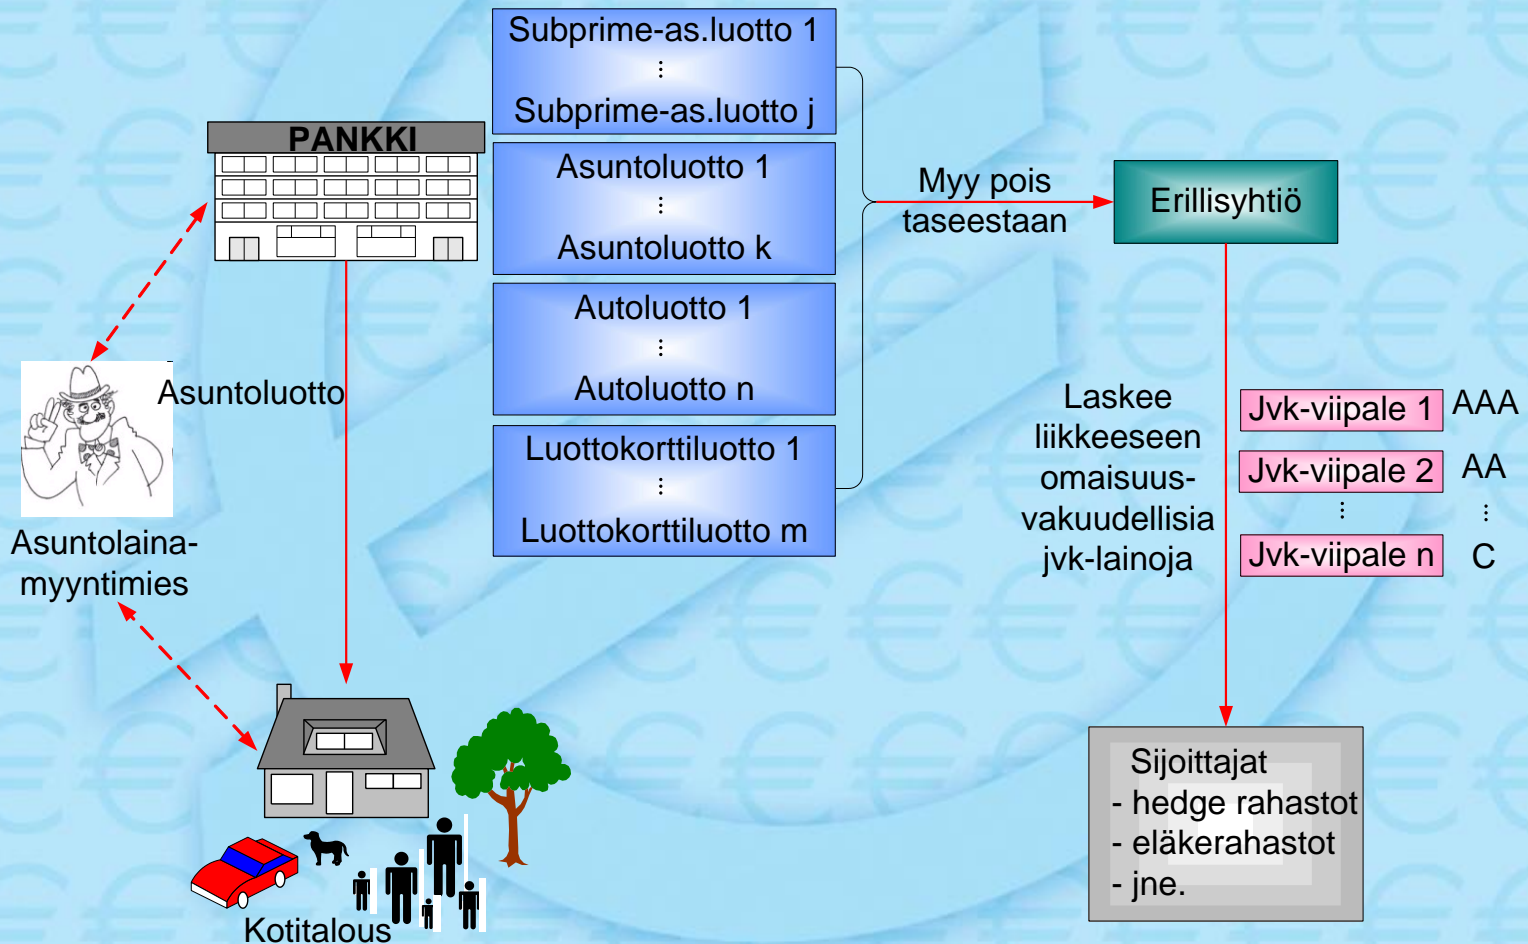 PANKKI
Asuntoluotto
Asuntolaina-
myyntimies
Kotitalous
Subprime-as.luotto 1
⋮
Subprime-as.luotto j
Asuntoluotto 1
⋮
Asuntoluotto k
Autoluotto 1
⋮
Autoluotto n
Luottokorttiluotto 1
⋮
Luottokorttiluotto m
Myy pois
taseestaan
Erillisyhtiö
Laskee
liikkeeseen
omaisuus-
vakuudellisia
jvk-lainoja
Jvk-viipale 1 AAA
Jvk-viipale 2 AA
⋮ ⋮
Jvk-viipale n C
Sijoittajat
- hedge rahastot
- eläkerahastot
- jne.